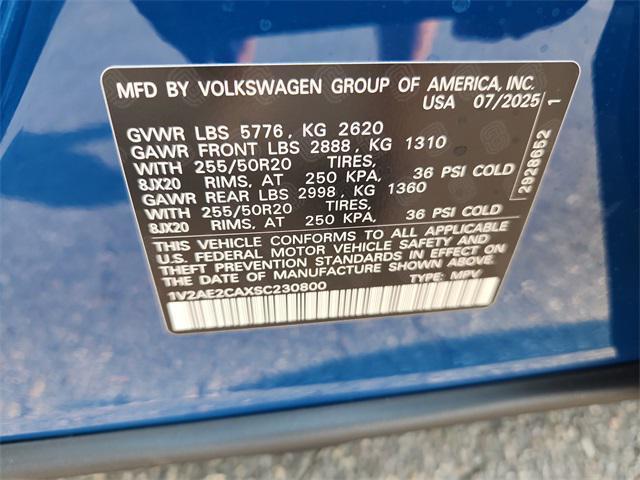 MFD BY VOLKSWAGEN GROUP OF AMERICA, INC.
USA 07/2025
1
2928652
GVWR LBS 5776, KG 2620
GAWR FRONT LBS 2888, KG 1310
WITH 255/50R20 TIRES,
8JX20 RIMS, AT 250 KPA, 36 PSI COLD
GAWR REAR LBS 2998, KG 1360
WITH 255/50R20 TIRES,
8JX20 RIMS, AT 250 KPA, 36 PSI COLD
THIS VEHICLE CONFORMS TO ALL APPLICABLE
U.S. FEDERAL MOTOR VEHICLE SAFETY AND
THEFT PREVENTION STANDARDS IN EFFECT ON
THE DATE OF MANUFACTURE SHOWN ABOVE.
1V2AE2CAXSC230800 TYPE: MPV